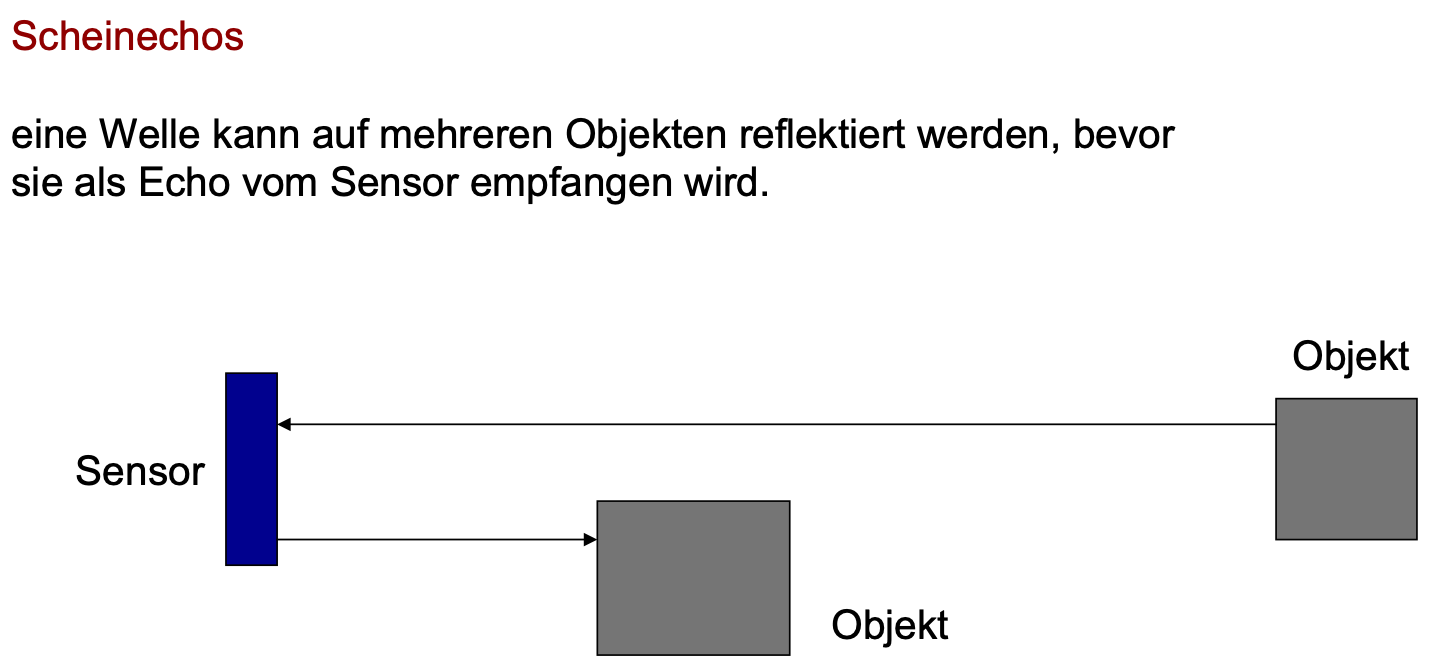 Scheinechos
eine Welle kann auf mehreren Objekten reflektiert werden, bevor
sie als Echo vom Sensor empfangen wird.
Objekt
Sensor
Objekt